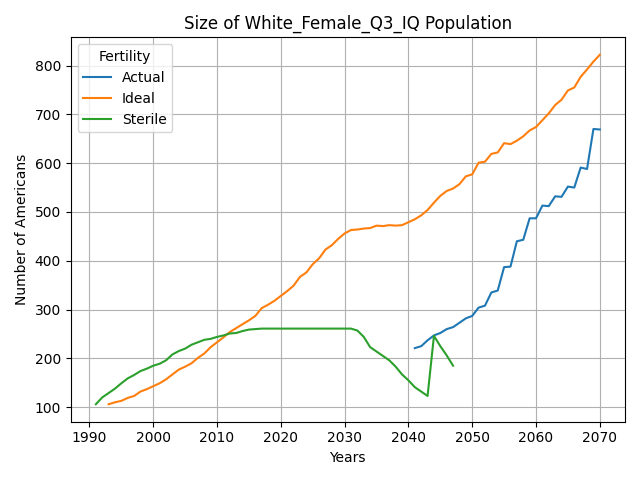 Size of White_Female_Q3_IQ Population
Fertility
Actual
Ideal
Sterile
Number of Americans
800
700
600
500
400
300
200
100
1990 2000 2010 2020 2030 2040 2050 2060 2070
Years